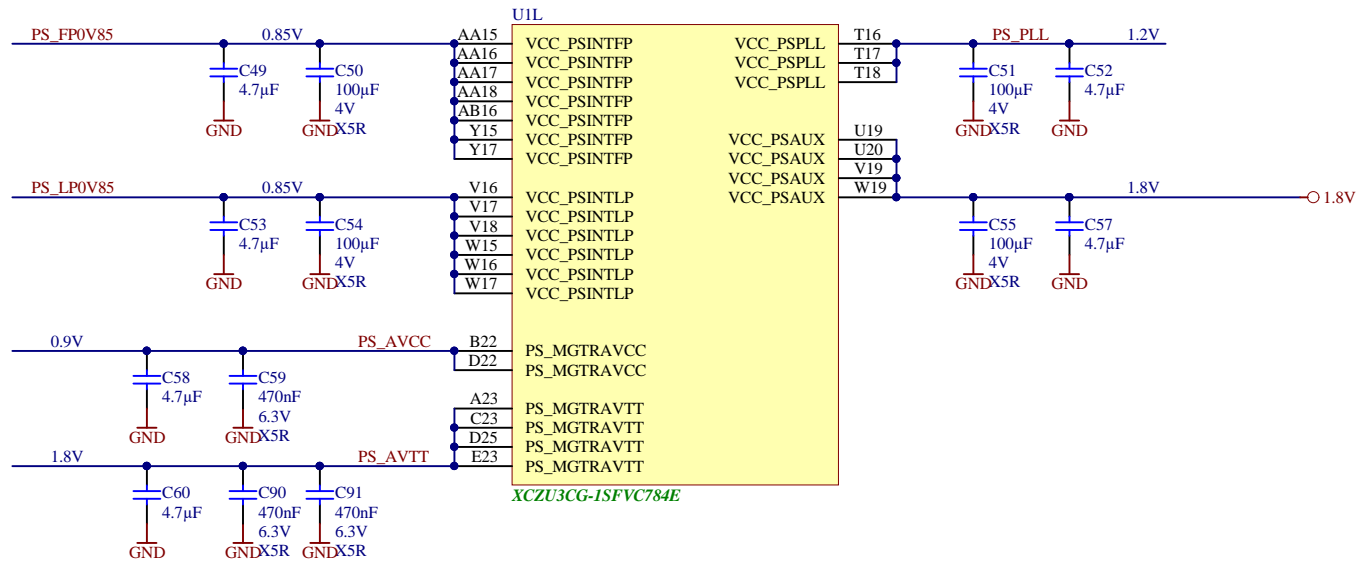 U1L
PS_FP0V85 0.85V AA15 VCC_PSINTFP VCC_PSPLL T16 PS_PLL 1.2V
AA16 VCC_PSINTFP VCC_PSPLL T17
AA17 VCC_PSINTFP VCC_PSPLL T18
AA18 VCC_PSINTFP
AB16 VCC_PSINTFP
Y15 VCC_PSINTFP
Y17 VCC_PSINTFP
C49
4.7µF
GND
C50
100µF
4V
X5R
GND
C51
100µF
4V
X5R
GND
C52
4.7µF
GND
VCC_PSAUX U19
VCC_PSAUX U20
VCC_PSAUX V19
VCC_PSAUX W19 1.8V 1.8V
PS_LP0V85 0.85V V16 VCC_PSINTLP
V17 VCC_PSINTLP
V18 VCC_PSINTLP
W15 VCC_PSINTLP
W16 VCC_PSINTLP
W17 VCC_PSINTLP
C53
4.7µF
GND
C54
100µF
4V
X5R
GND
C55
100µF
4V
X5R
GND
C57
4.7µF
GND
0.9V PS_AVCC B22 PS_MGTRAVCC
D22 PS_MGTRAVCC
C58
4.7µF
GND
C59
470nF
6.3V
X5R
GND
A23 PS_MGTRAVTT
C23 PS_MGTRAVTT
D25 PS_MGTRAVTT
1.8V PS_AVTT E23 PS_MGTRAVTT
C60
4.7µF
GND
C90
470nF
6.3V
X5R
GND
C91
470nF
6.3V
X5R
GND
XCZU3CG-1SFVC784E